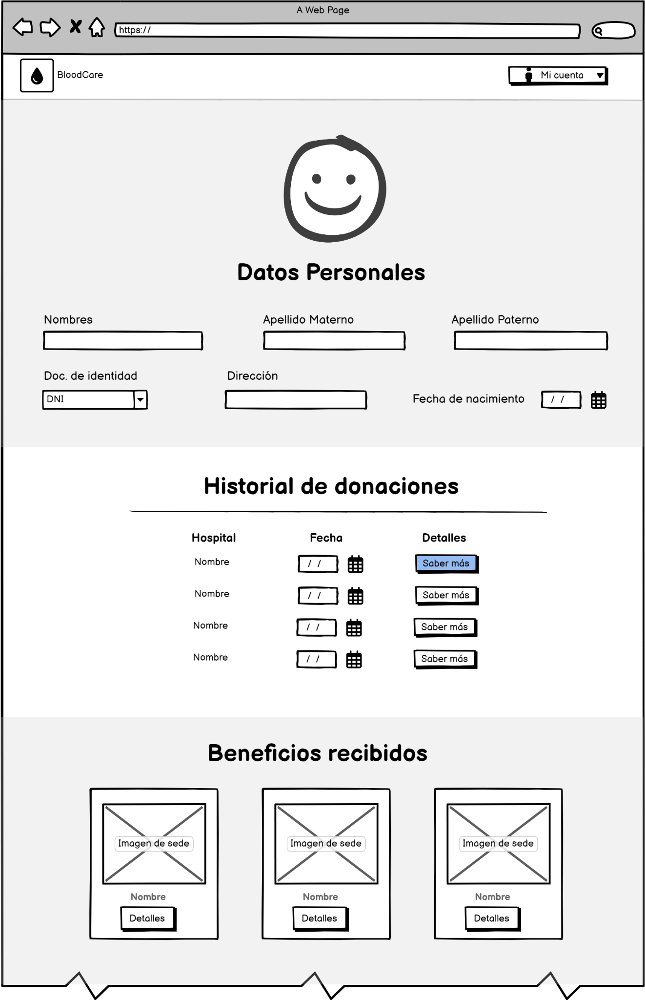 A Web Page
https://
BloodCare
Mi cuenta
Datos Personales
Nombres Apellido Materno Apellido Paterno
Doc. de identidad Dirección
DNI Fecha de nacimiento / /
Historial de donaciones
Hospital Fecha Detalles
Nombre / / Saber más
Nombre / / Saber más
Nombre / / Saber más
Nombre / / Saber más
Beneficios recibidos
Imagen de sede Imagen de sede Imagen de sede
Nombre Nombre Nombre
Detalles Detalles Detalles